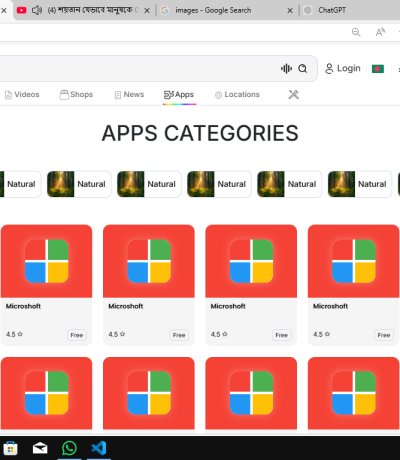 (4) শয়তান যেভাবে মানুষকে
images - Google Search
ChatGPT
Login
Videos
Shops
News
Apps
Locations
APPS CATEGORIES
Natural
Natural
Natural
Natural
Natural
Natural
Microshoft
Microshoft
Microshoft
Microshoft
4.5 ☆ Free
4.5 ☆ Free
4.5 ☆ Free
4.5 ☆ Free